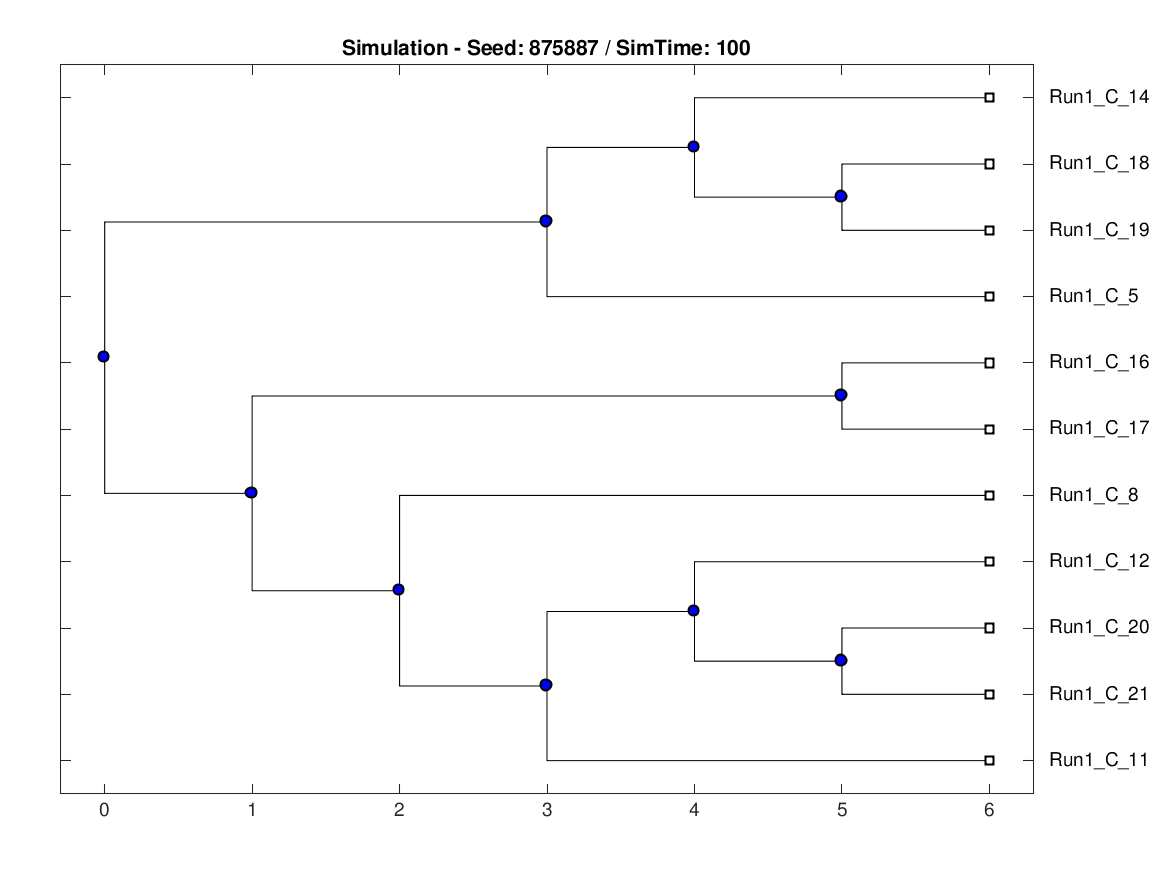 Simulation - Seed: 875887 / SimTime: 100
Run1_C_14
Run1_C_18
Run1_C_19
Run1_C_5
Run1_C_16
Run1_C_17
Run1_C_8
Run1_C_12
Run1_C_20
Run1_C_21
Run1_C_11
0 1 2 3 4 5 6